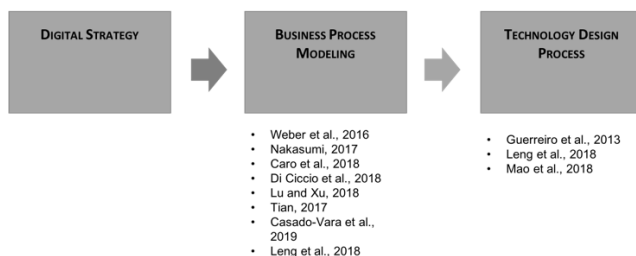 DIGITAL STRATEGY
BUSINESS PROCESS
MODELING
TECHNOLOGY DESIGN
PROCESS
• Weber et al., 2016
• Nakasumi, 2017
• Caro et al., 2018
• Di Ciccio et al., 2018
• Lu and Xu, 2018
• Tian, 2017
• Casado-Vara et al.,
2019
• Leng et al., 2018
• Guerreiro et al., 2013
• Leng et al., 2018
• Mao et al., 2018